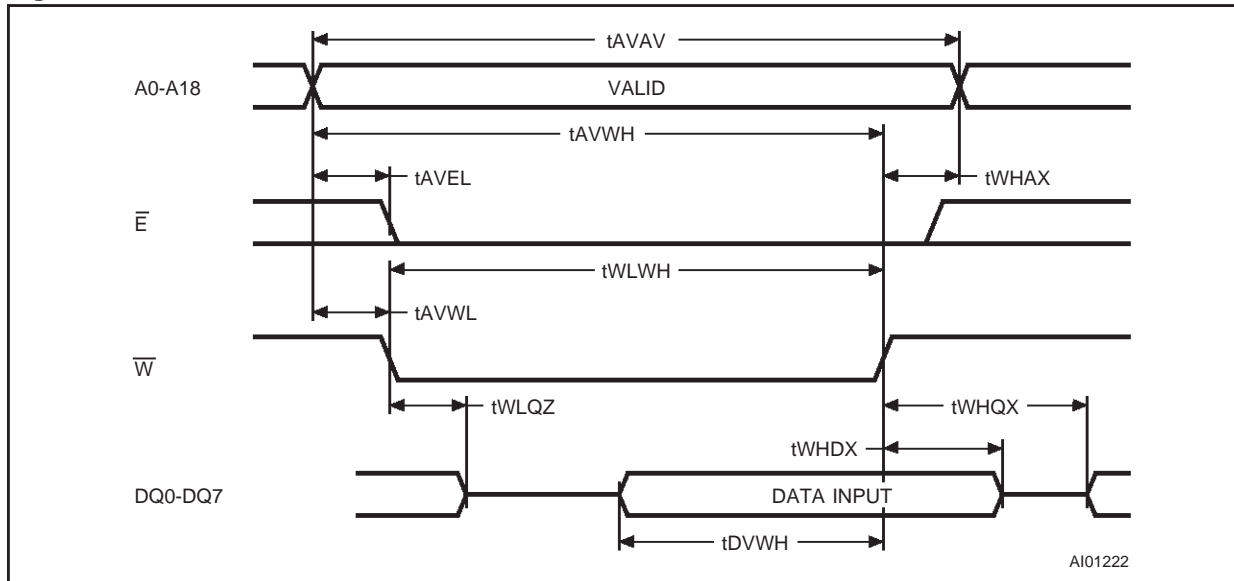 tAVAV
A0-A18
VALID
tAVWH
tAVEL
tWHAX
E̅
tWLWH
tAVWL
W̅
tWLQZ
tWHQX
tWHDX
DQ0-DQ7
DATA INPUT
tDVWH
AI01222